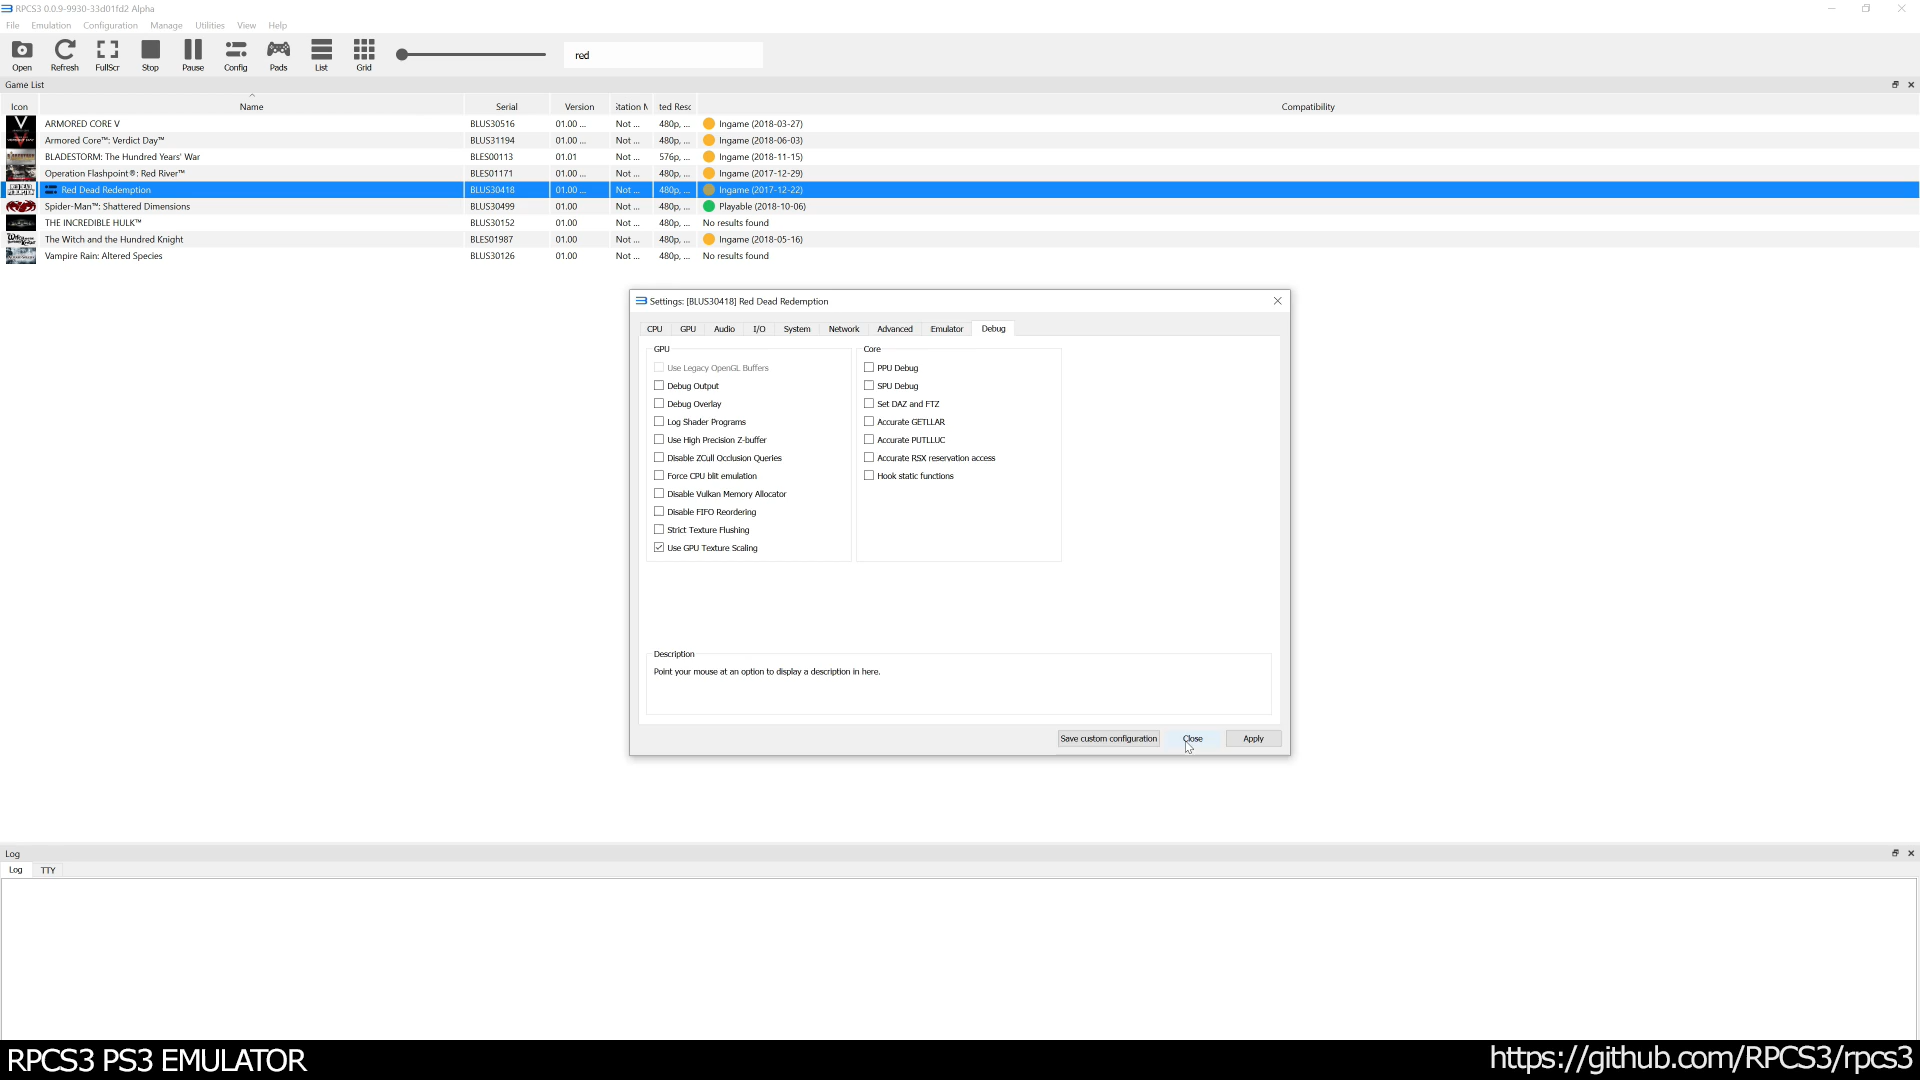 RPCS3 0.0.9-9930-33d01fd2 Alpha
File Emulation Configuration Manage Utilities View Help
Open Refresh FullScr Stop Pause Config Pads List Grid red
Game List
Icon Name Serial Version ted Resc Compatibility
ARMORED CORE V BLUS30516 01.00 ... Not ... 480p, ... Ingame (2018-03-27)
Armored Core™: Verdict Day™ BLUS31194 01.00 ... Not ... 480p, ... Ingame (2018-06-03)
BLADESTORM: The Hundred Years' War BLES00113 01.01 Not ... 576p, ... Ingame (2018-11-15)
Operation Flashpoint®: Red River™ BLES01171 01.00 ... Not ... 480p, ... Ingame (2017-12-29)
Red Dead Redemption BLUS30418 01.00 ... Not ... 480p, ... Ingame (2017-12-22)
Spider-Man™: Shattered Dimensions BLUS30499 01.00 Not ... 480p, ... Playable (2018-10-06)
THE INCREDIBLE HULK™ BLUS30152 01.00 Not ... 480p, ... No results found
The Witch and the Hundred Knight BLES01987 01.00 Not ... 480p, ... Ingame (2018-05-16)
Vampire Rain: Altered Species BLUS30126 01.00 Not ... 480p, ... No results found
Settings: [BLUS30418] Red Dead Redemption
CPU GPU Audio I/O System Network Advanced Emulator Debug
GPU
Use Legacy OpenGL Buffers
Debug Output
Debug Overlay
Log Shader Programs
Use High Precision Z-buffer
Disable ZCull Occlusion Queries
Force CPU blit emulation
Disable Vulkan Memory Allocator
Disable FIFO Reordering
Strict Texture Flushing
Use GPU Texture Scaling
Core
PPU Debug
SPU Debug
Set DAZ and FTZ
Accurate GETLLAR
Accurate PUTLLUC
Accurate RSX reservation access
Hook static functions
Description
Point your mouse at an option to display a description in here.
Save custom configuration Close Apply
Log
Log TTY
RPCS3 PS3 EMULATOR
https://github.com/RPCS3/rpcs3